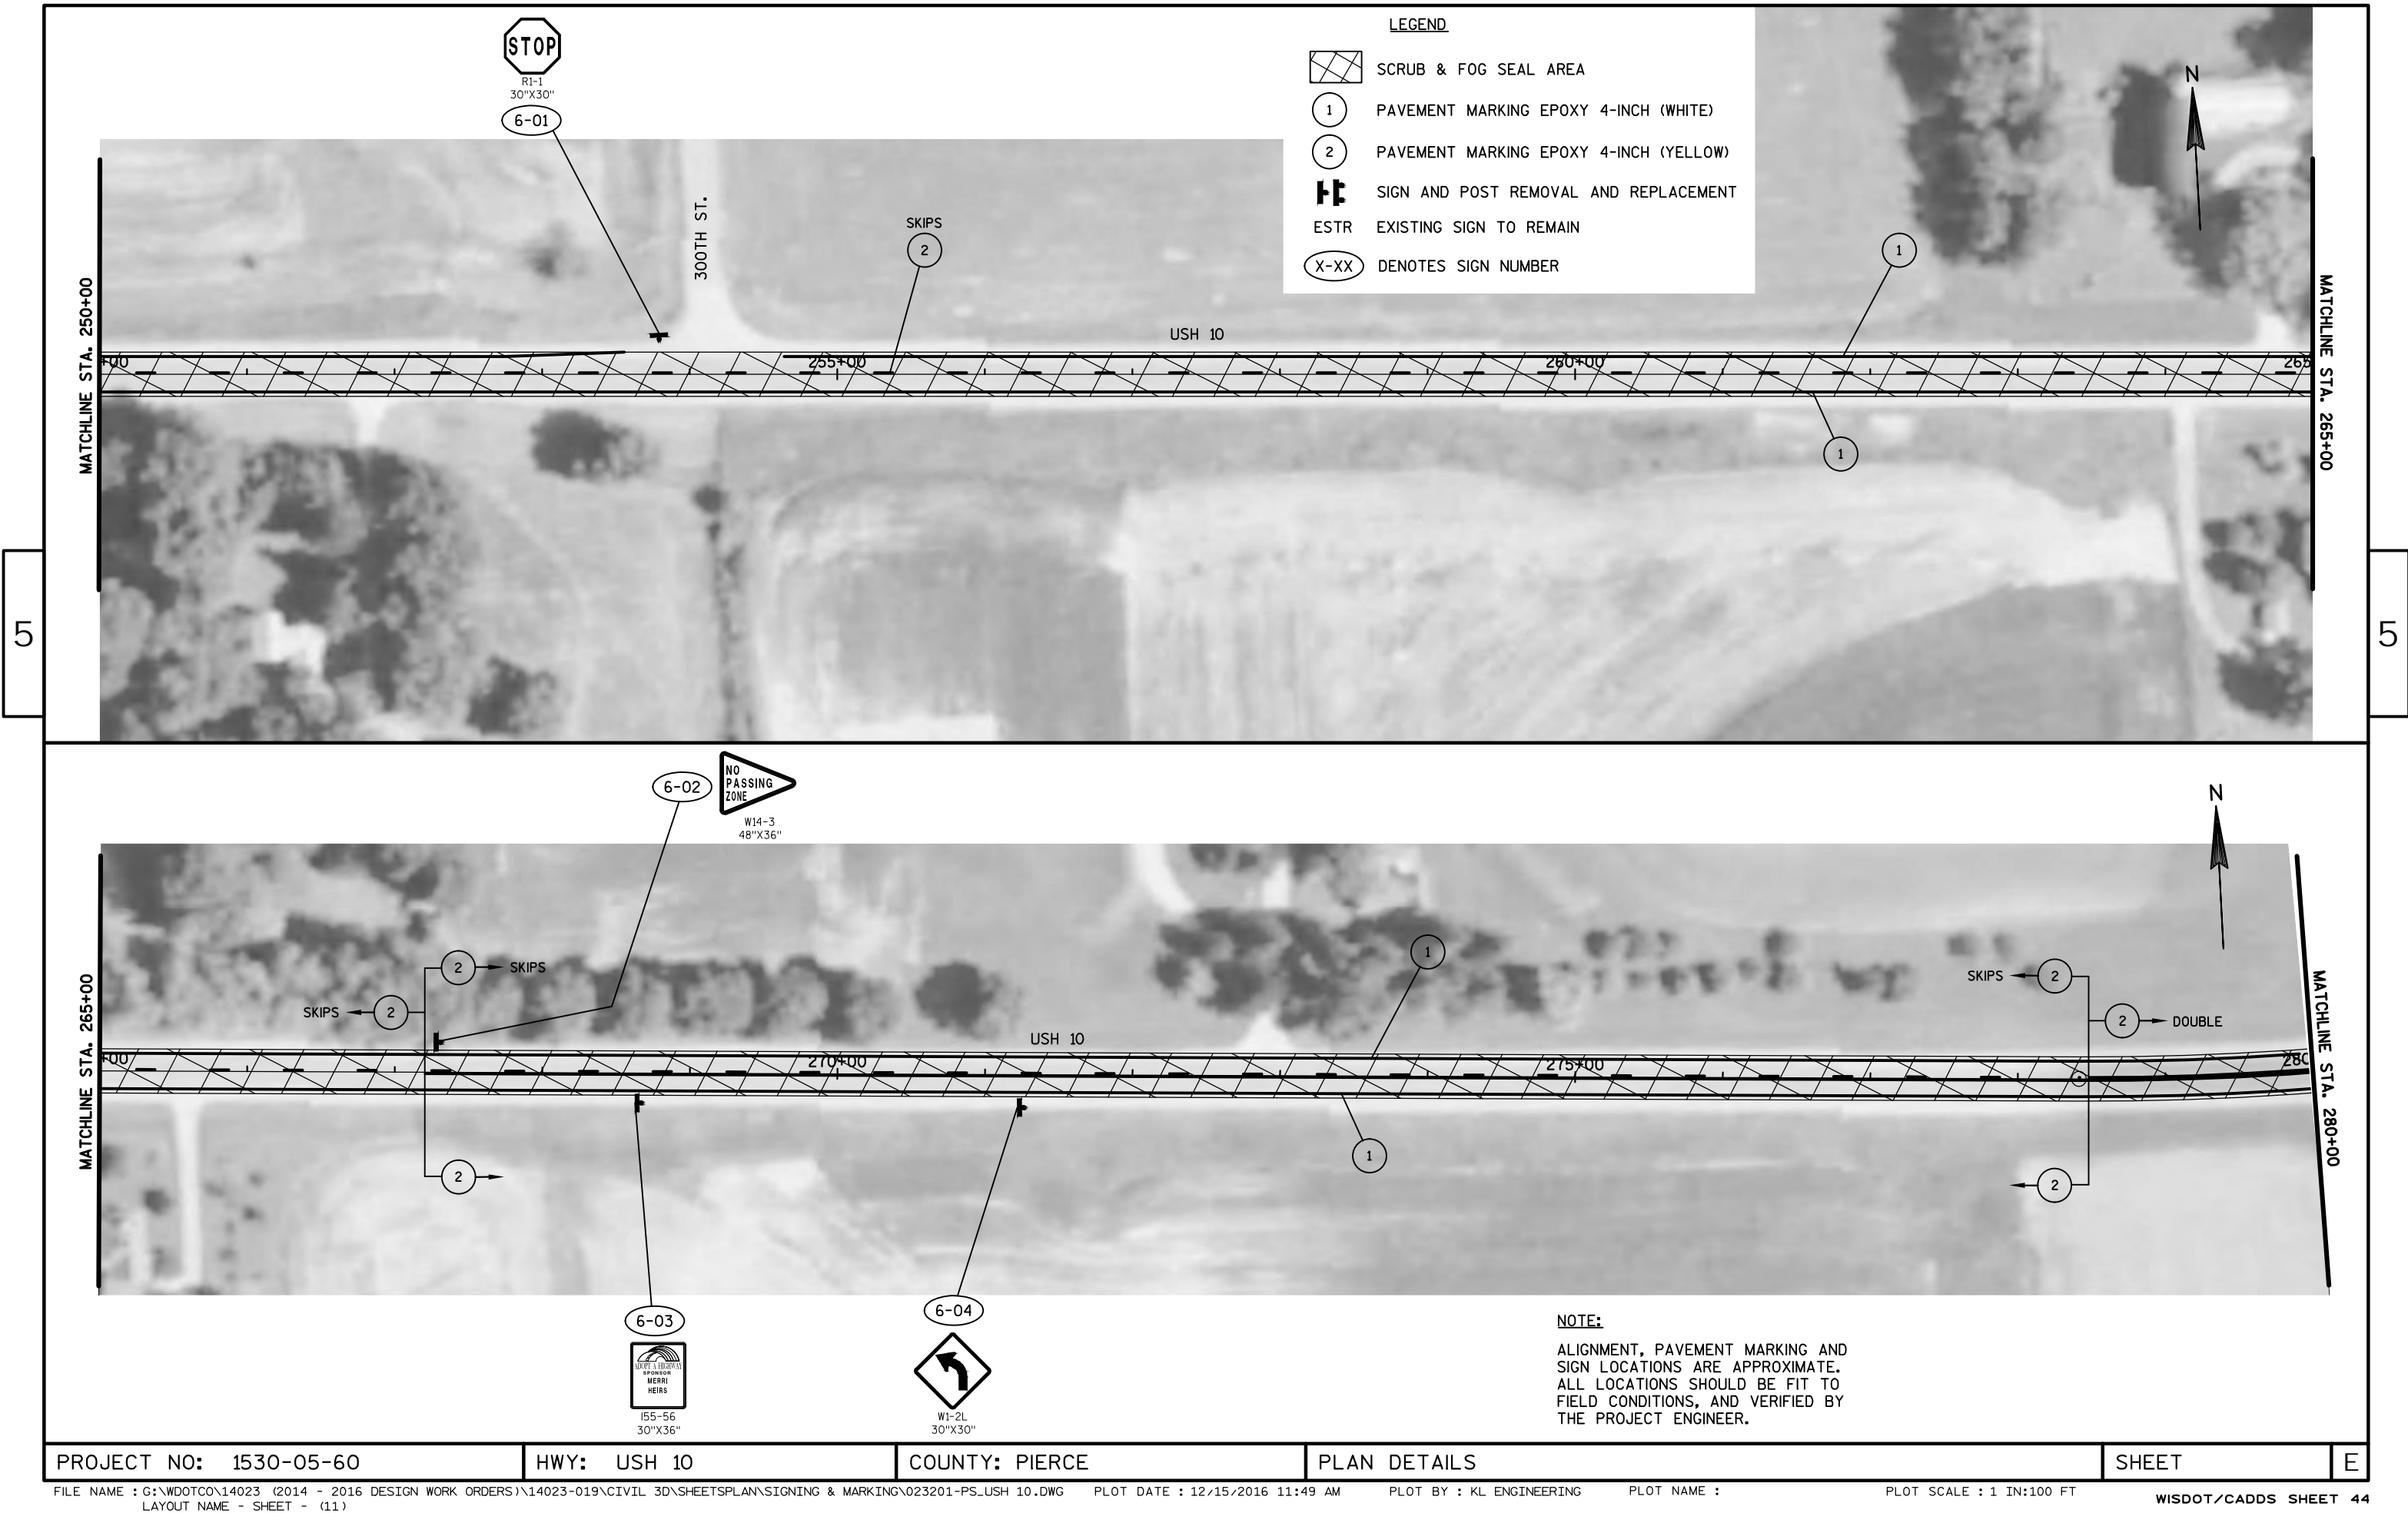 STOP
R1-1
30"X30"
6-01
LEGEND
SCRUB & FOG SEAL AREA
1 PAVEMENT MARKING EPOXY 4-INCH (WHITE)
2 PAVEMENT MARKING EPOXY 4-INCH (YELLOW)
SIGN AND POST REMOVAL AND REPLACEMENT
ESTR EXISTING SIGN TO REMAIN
X-XX DENOTES SIGN NUMBER
N
300TH ST.
SKIPS
2
1
USH 10
MATCHLINE STA. 250+00
+00
255+00
260+00
265
MATCHLINE STA. 265+00
1
5
5
6-02
NO
PASSING
ZONE
W14-3
48"X36"
N
2 SKIPS
SKIPS 2
1
SKIPS 2
2 DOUBLE
USH 10
MATCHLINE STA. 265+00
+00
270+00
275+00
280
MATCHLINE STA. 280+00
2
1
2
6-03
ADOPT A HIGHWAY
SPONSOR
MERRI
HEIRS
I55-56
30"X36"
6-04
W1-2L
30"X30"
NOTE:
ALIGNMENT, PAVEMENT MARKING AND
SIGN LOCATIONS ARE APPROXIMATE.
ALL LOCATIONS SHOULD BE FIT TO
FIELD CONDITIONS, AND VERIFIED BY
THE PROJECT ENGINEER.
PROJECT NO: 1530-05-60
HWY: USH 10
COUNTY: PIERCE
PLAN DETAILS
SHEET
E
FILE NAME : G:\WDOTCO\14023 (2014 - 2016 DESIGN WORK ORDERS)\14023-019\CIVIL 3D\SHEETSPLAN\SIGNING & MARKING\023201-PS_USH 10.DWG
PLOT DATE : 12/15/2016 11:49 AM
PLOT BY : KL ENGINEERING
PLOT NAME :
PLOT SCALE : 1 IN:100 FT
LAYOUT NAME - SHEET - (11)
WISDOT/CADDS SHEET 44